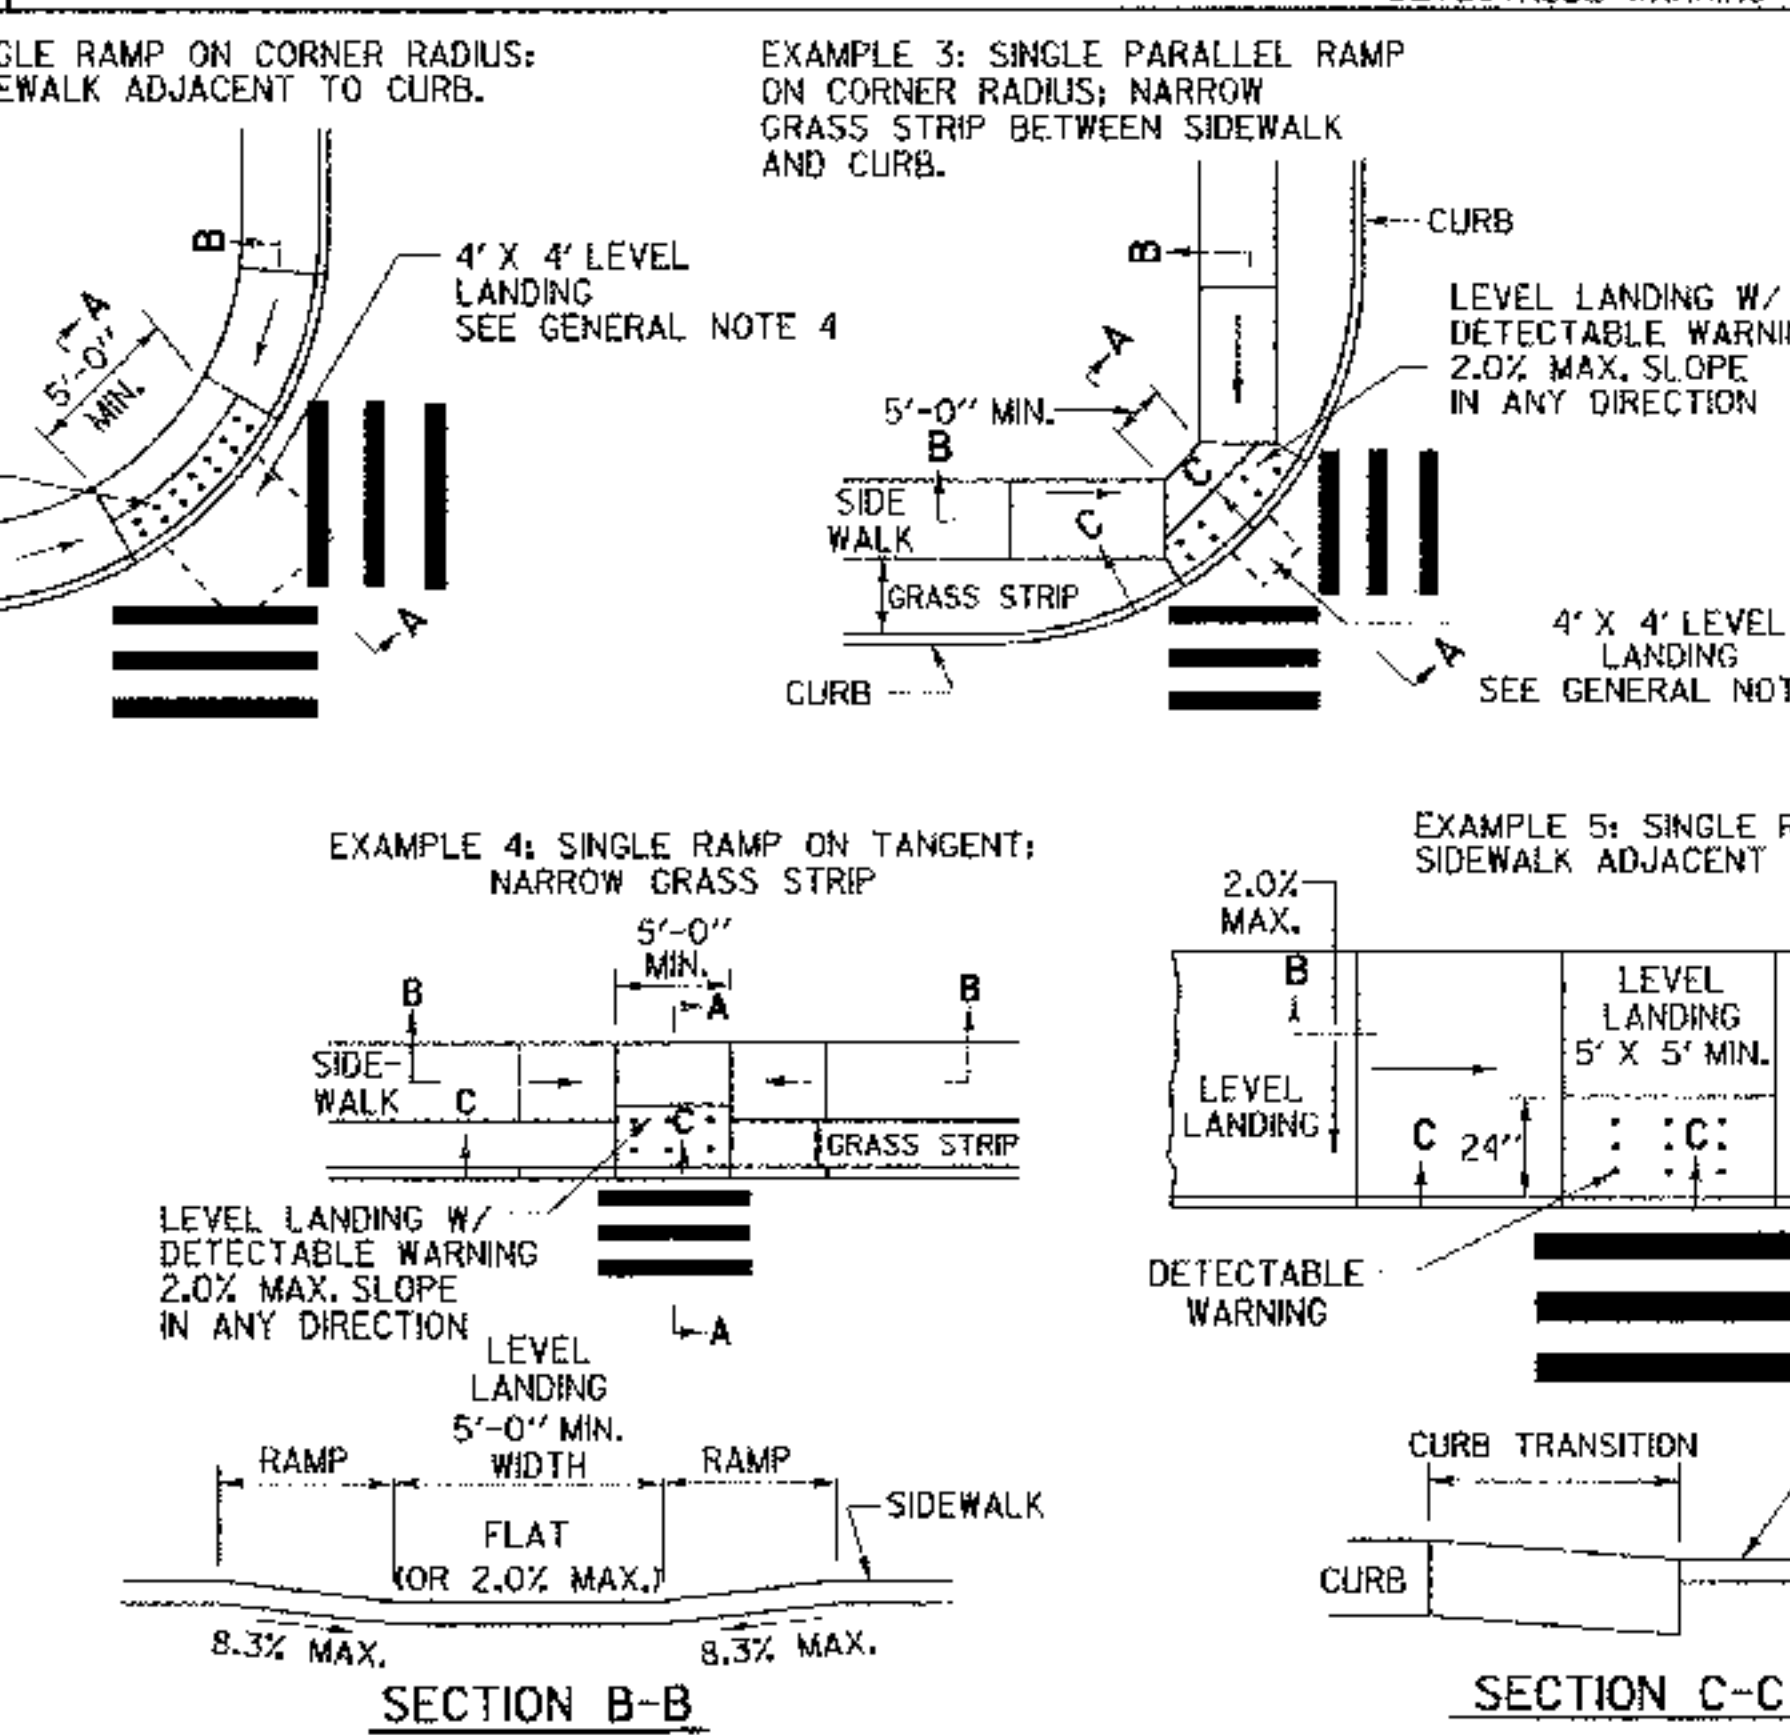 GLE RAMP ON CORNER RADIUS:
EWALK ADJACENT TO CURB.
B
4' X 4' LEVEL
LANDING
SEE GENERAL NOTE 4
A
5'-0"
MIN.
A
EXAMPLE 3: SINGLE PARALLEL RAMP
ON CORNER RADIUS; NARROW
GRASS STRIP BETWEEN SIDEWALK
AND CURB.
CURB
B
LEVEL LANDING W/
DETECTABLE WARNI
2.0% MAX. SLOPE
IN ANY DIRECTION
A
5'-0" MIN.
B
C
SIDE
WALK
C
GRASS STRIP
CURB
4' X 4' LEVEL
LANDING
SEE GENERAL NOT
A
EXAMPLE 4: SINGLE RAMP ON TANGENT;
NARROW GRASS STRIP
5'-0"
MIN.
B
A
B
SIDE-
WALK
C
C
GRASS STRIP
LEVEL LANDING W/
DETECTABLE WARNING
2.0% MAX. SLOPE
IN ANY DIRECTION
A
EXAMPLE 5: SINGLE R
SIDEWALK ADJACENT
2.0%
MAX.
B
LEVEL
LANDING
5' X 5' MIN.
LEVEL
LANDING
C
24"
C
DETECTABLE
WARNING
LEVEL
LANDING
5'-0" MIN.
WIDTH
RAMP
RAMP
SIDEWALK
FLAT
(OR 2.0% MAX.)
8.3% MAX.
8.3% MAX.
SECTION B-B
CURB TRANSITION
CURB
SECTION C-C